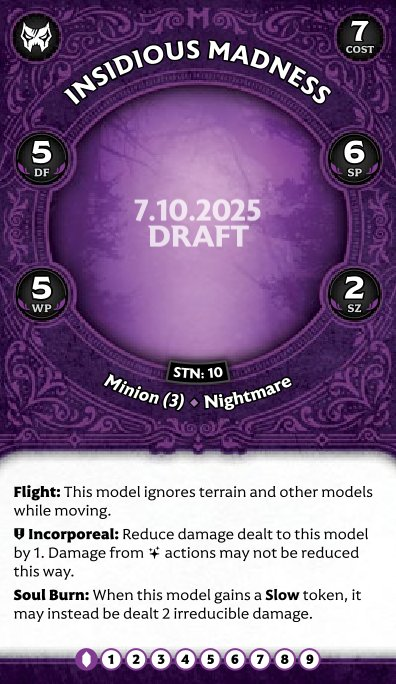 7
COST
INSIDIOUS MADNESS
5
DF
6
SP
7.10.2025
DRAFT
5
WP
2
SZ
STN: 10
Minion (3) ◆ Nightmare
Flight: This model ignores terrain and other models
while moving.
Incorporeal: Reduce damage dealt to this model
by 1. Damage from actions may not be reduced
this way.
Soul Burn: When this model gains a Slow token, it
may instead be dealt 2 irreducible damage.
1 2 3 4 5 6 7 8 9